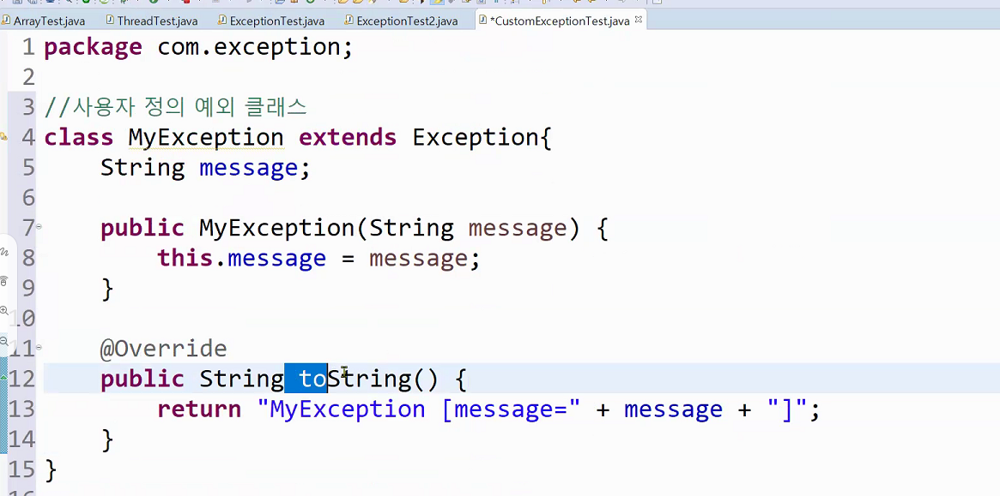 ArrayTest.java ThreadTest.java ExceptionTest.java ExceptionTest2.java *CustomExceptionTest.java
1 package com.exception;
2
3 //사용자 정의 예외 클래스
4 class MyException extends Exception{
5 String message;
6
7 public MyException(String message) {
8 this.message = message;
9 }
10
11 @Override
12 public String toString() {
13 return "MyException [message=" + message + "]";
14 }
15 }